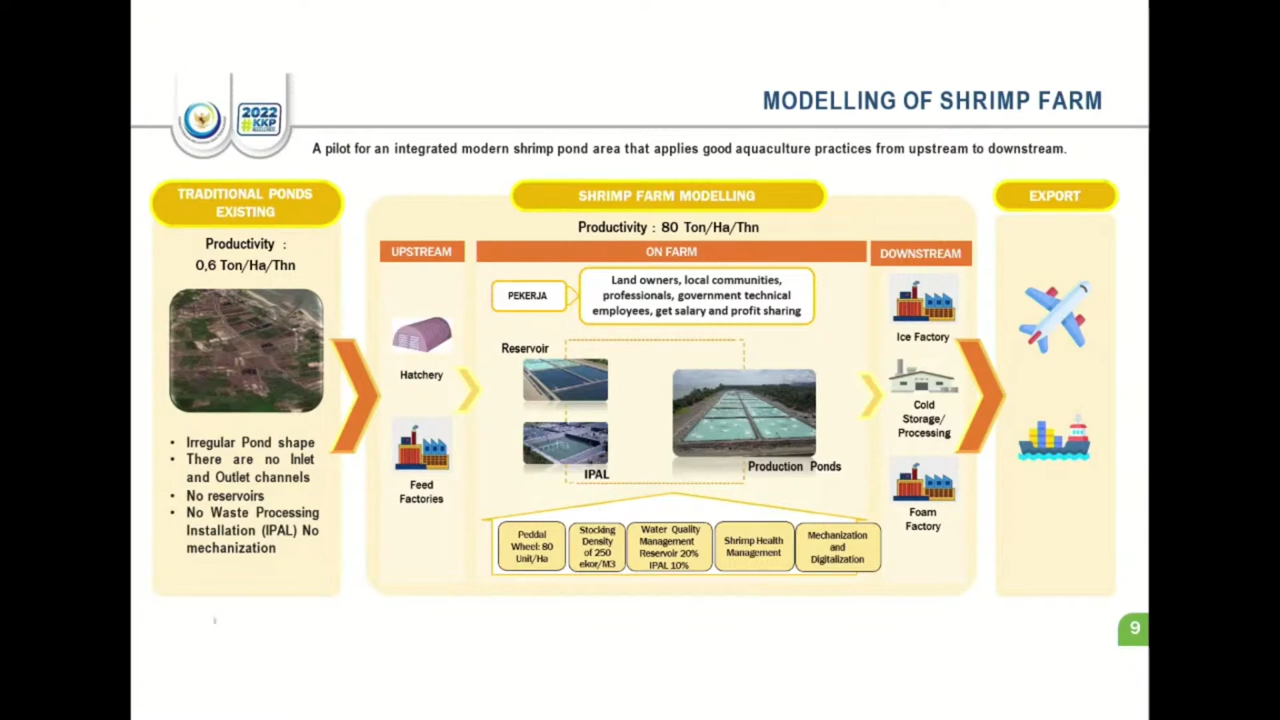 2022
#KKP
MODELLING OF SHRIMP FARM
A pilot for an integrated modern shrimp pond area that applies good aquaculture practices from upstream to downstream.
TRADITIONAL PONDS
EXISTING
Productivity :
0,6 Ton/Ha/Thn
• Irregular Pond shape
• There are no Inlet
and Outlet channels
• No reservoirs
• No Waste Processing
Installation (IPAL) No
mechanization
SHRIMP FARM MODELLING
Productivity : 80 Ton/Ha/Thn
UPSTREAM
Hatchery
Feed
Factories
ON FARM
PEKERJA
Land owners, local communities,
professionals, government technical
employees, get salary and profit sharing
Reservoir
IPAL
Production Ponds
Peddal
Wheel: 80
Unit/Ha
Stocking
Density
of 250
ekor/M3
Water Quality
Management
Reservoir 20%
IPAL 10%
Shrimp Health
Management
Mechanization
and
Digitalization
DOWNSTREAM
Ice Factory
Cold
Storage/
Processing
Foam
Factory
EXPORT
9